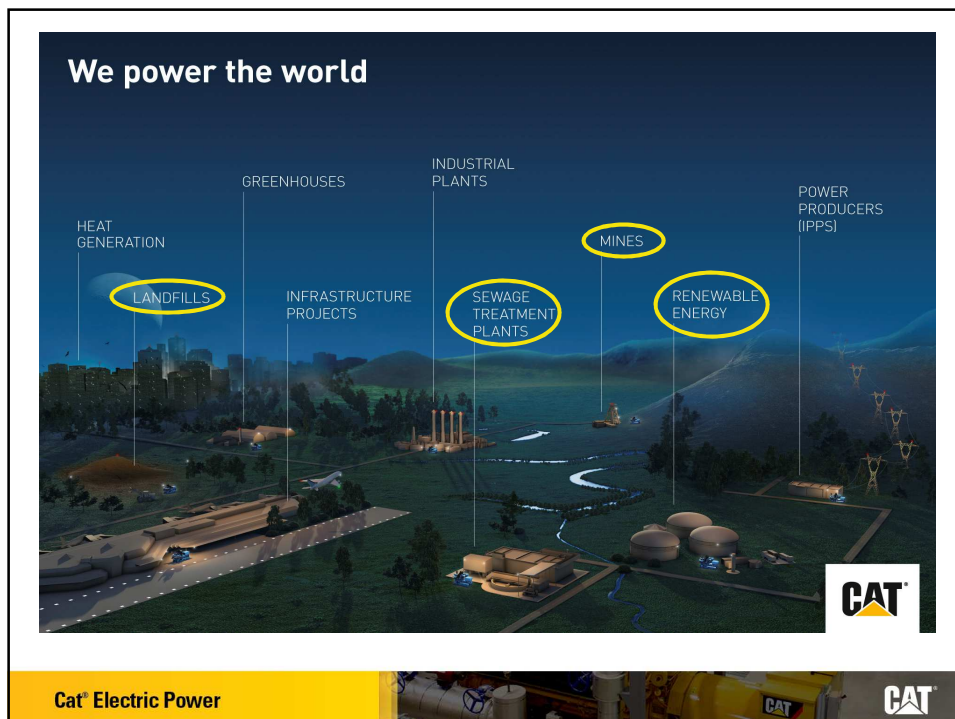 We power the world
INDUSTRIAL
PLANTS
GREENHOUSES
POWER
PRODUCERS
(IPPS)
HEAT
GENERATION
MINES
LANDFILLS
INFRASTRUCTURE
PROJECTS
SEWAGE
TREATMENT
PLANTS
RENEWABLE
ENERGY
CAT®
Cat® Electric Power
CAT
CAT®